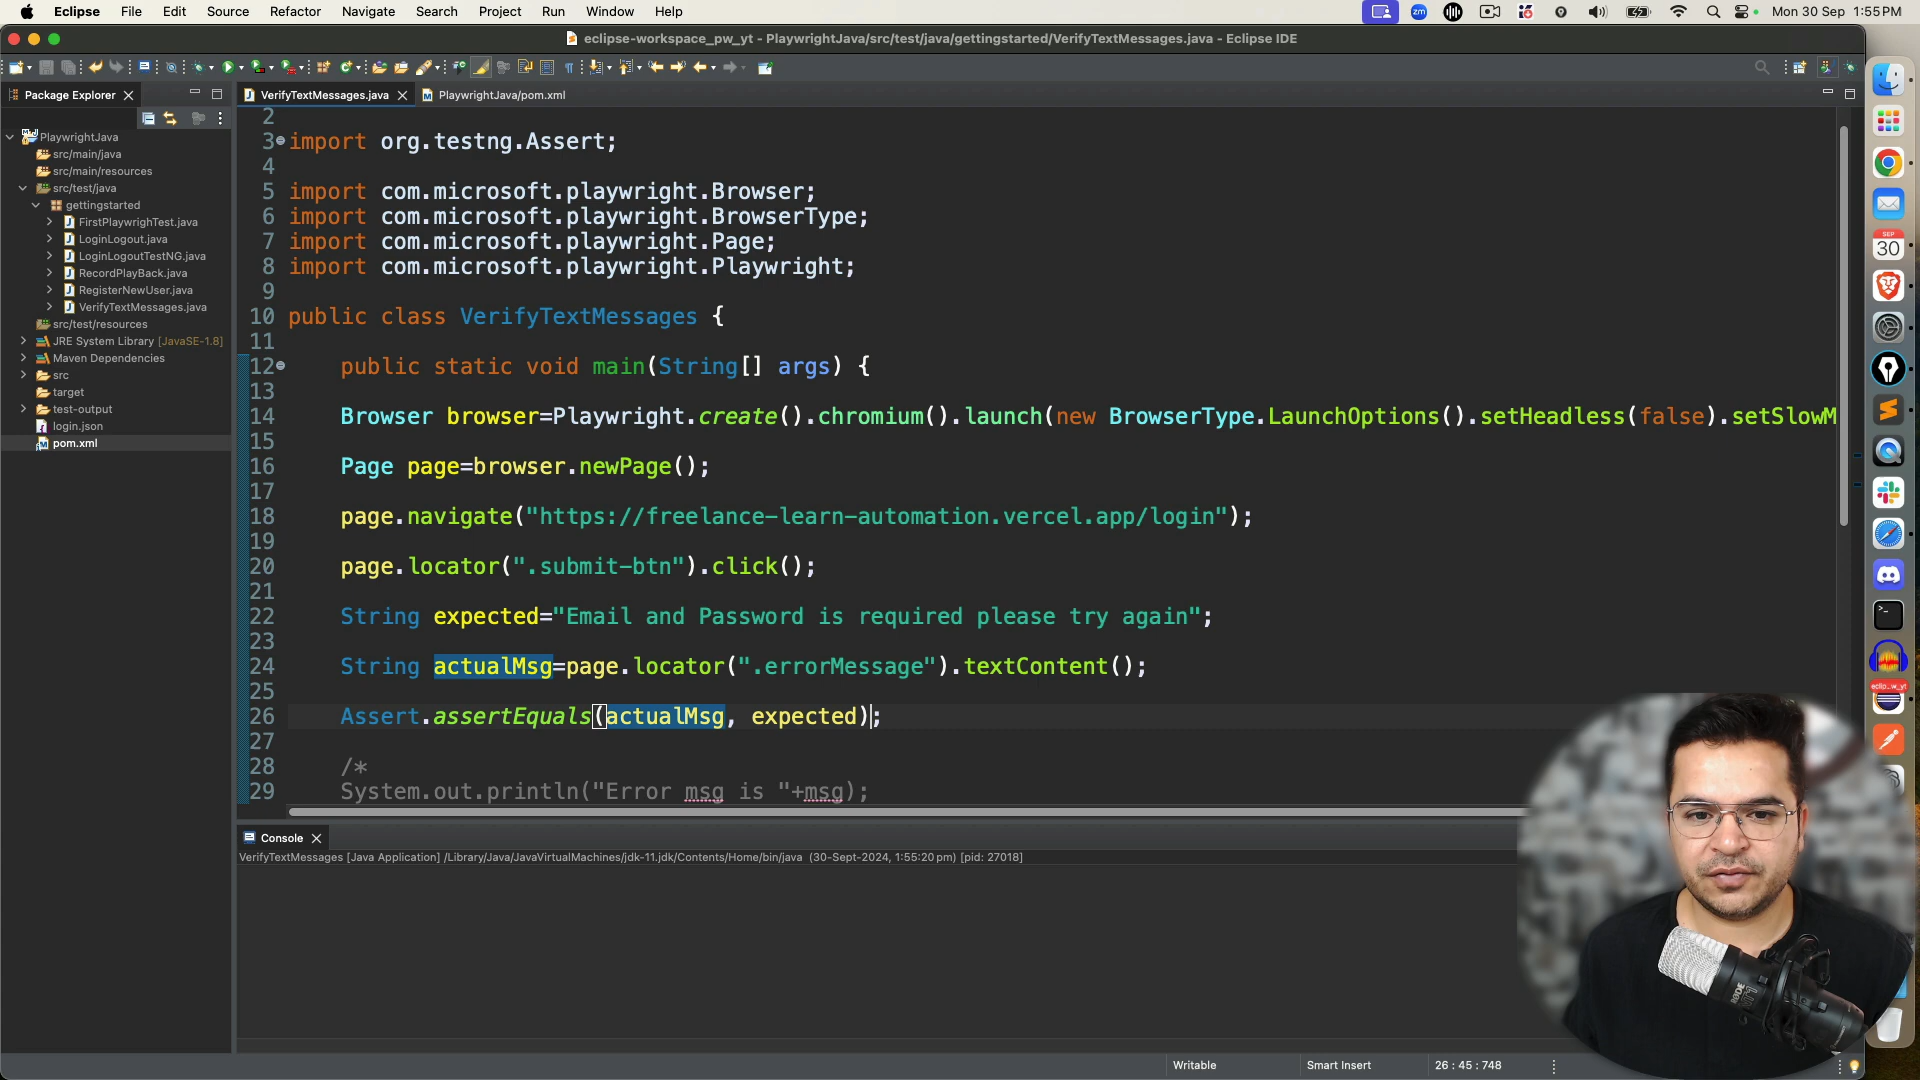 Eclipse File Edit Source Refactor Navigate Search Project Run Window Help
zm
Mon 30 Sep 1:55PM
eclipse-workspace_pw_yt - PlaywrightJava/src/test/java/gettingstarted/VerifyTextMessages.java - Eclipse IDE
Package Explorer
VerifyTextMessages.java
PlaywrightJava/pom.xml
PlaywrightJava
src/main/java
src/main/resources
src/test/java
gettingstarted
FirstPlaywrighTest.java
LoginLogout.java
LoginLogoutTestNG.java
RecordPlayBack.java
RegisterNewUser.java
VerifyTextMessages.java
src/test/resources
JRE System Library [JavaSE-1.8]
Maven Dependencies
src
target
test-output
login.json
pom.xml
2
3 import org.testng.Assert;
4
5 import com.microsoft.playwright.Browser;
6 import com.microsoft.playwright.BrowserType;
7 import com.microsoft.playwright.Page;
8 import com.microsoft.playwright.Playwright;
9
10 public class VerifyTextMessages {
11
12 public static void main(String[] args) {
13
14 Browser browser=Playwright.create().chromium().launch(new BrowserType.LaunchOptions().setHeadless(false).setSlowM
15
16 Page page=browser.newPage();
17
18 page.navigate("https://freelance-learn-automation.vercel.app/login");
19
20 page.locator(".submit-btn").click();
21
22 String expected="Email and Password is required please try again";
23
24 String actualMsg=page.locator(".errorMessage").textContent();
25
26 Assert.assertEquals(actualMsg, expected);
27
28 /*
29 System.out.println("Error msg is "+msg);
Console
VerifyTextMessages [Java Application] /Library/Java/JavaVirtualMachines/jdk-11.jdk/Contents/Home/bin/java (30-Sept-2024, 1:55:20 pm) [pid: 27018]
Writable
Smart Insert
26 : 45 : 748
SEP
30
eclip..w_yt
RØDE